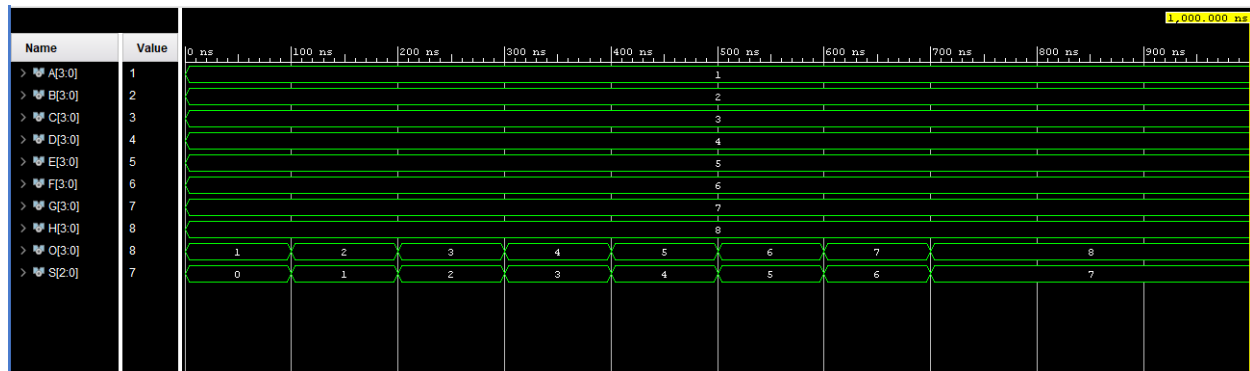 1,000.000 ns
Name Value 0 ns 100 ns 200 ns 300 ns 400 ns 500 ns 600 ns 700 ns 800 ns 900 ns
A[3:0] 1 1
B[3:0] 2 2
C[3:0] 3 3
D[3:0] 4 4
E[3:0] 5 5
F[3:0] 6 6
G[3:0] 7 7
H[3:0] 8 8
O[3:0] 8 1 2 3 4 5 6 7 8
S[2:0] 7 0 1 2 3 4 5 6 7